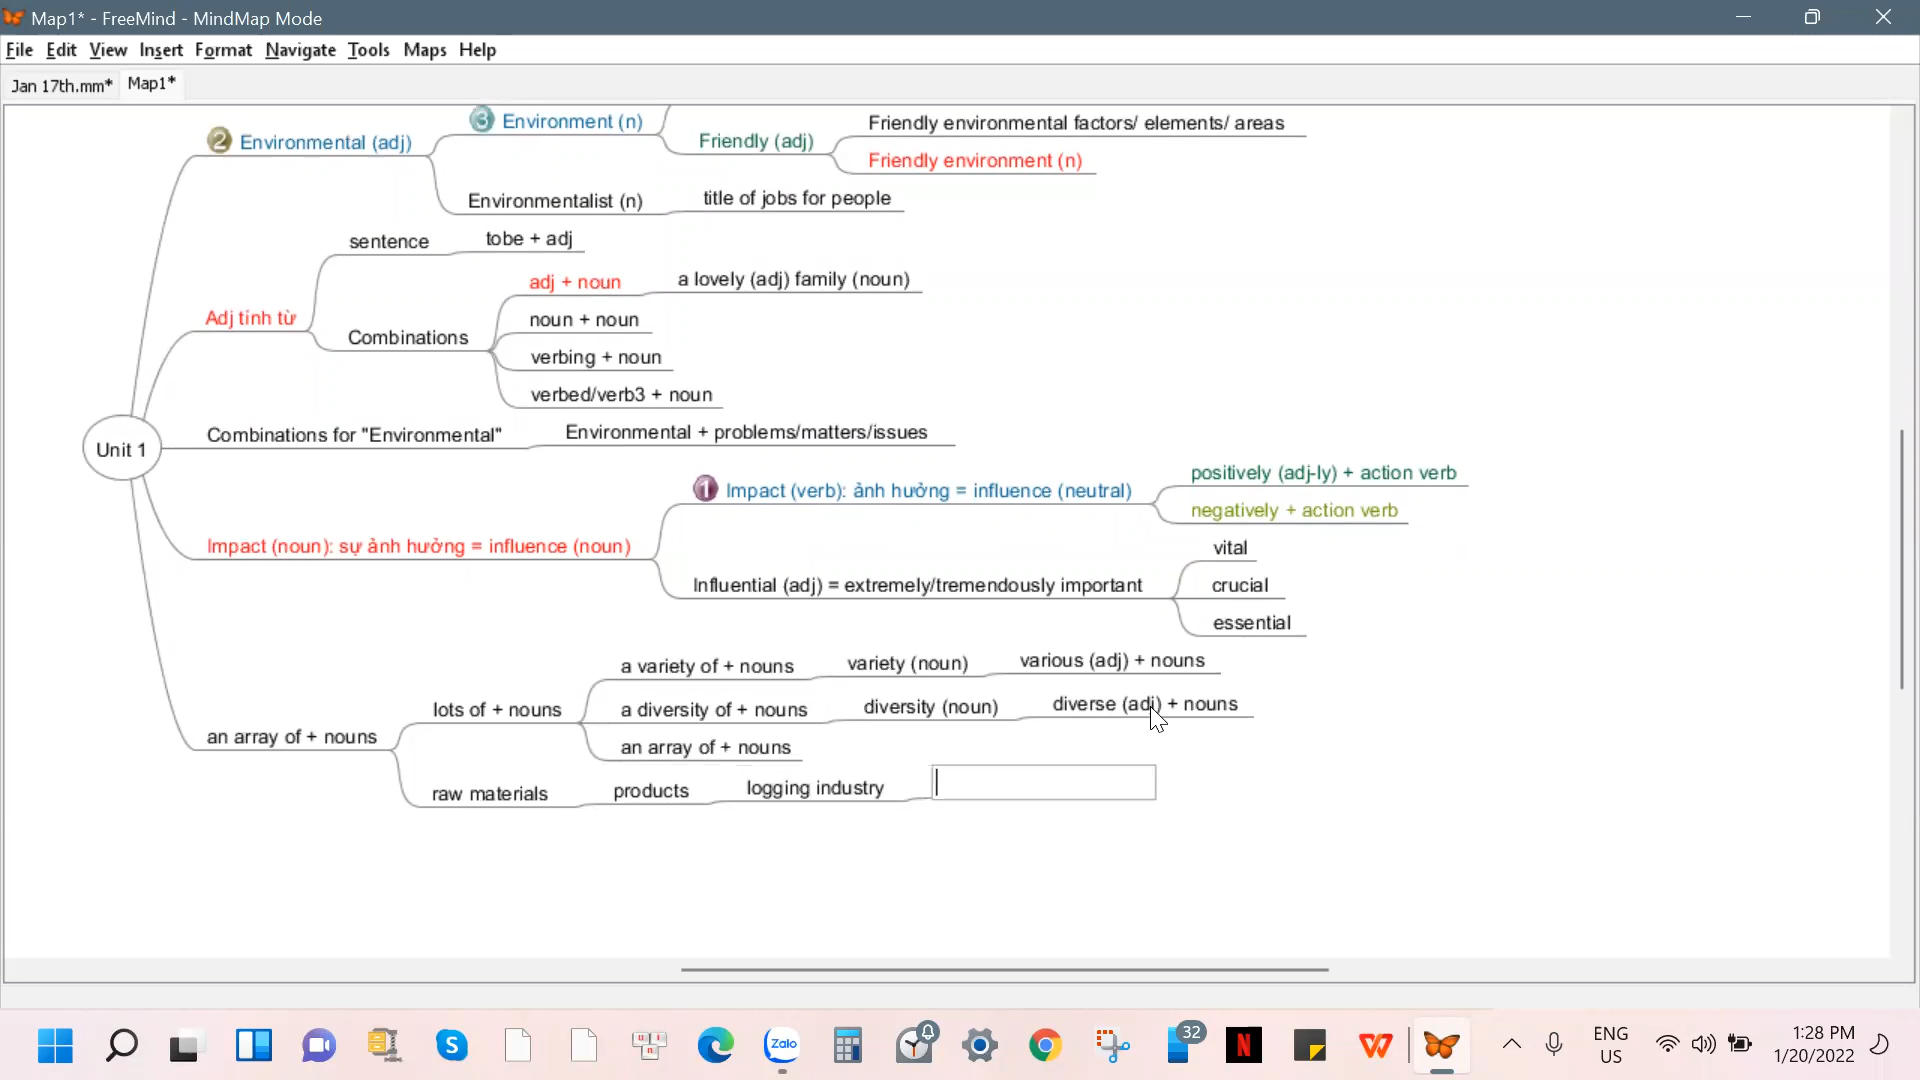 Map1* - FreeMind - MindMap Mode
File Edit View Insert Format Navigate Tools Maps Help
Jan 17th.mm* Map1*
2 Environmental (adj)
3 Environment (n)
Friendly (adj)
Friendly environmental factors/ elements/ areas
Friendly environment (n)
Environmentalist (n)
title of jobs for people
Adj tính từ
sentence
tobe + adj
Combinations
adj + noun
a lovely (adj) family (noun)
noun + noun
verbing + noun
verbed/verb3 + noun
Unit 1
Combinations for "Environmental"
Environmental + problems/matters/issues
Impact (noun): sự ảnh hưởng = influence (noun)
1 Impact (verb): ảnh hưởng = influence (neutral)
positively (adj-ly) + action verb
negatively + action verb
Influential (adj) = extremely/tremendously important
vital
crucial
essential
an array of + nouns
lots of + nouns
a variety of + nouns
variety (noun)
various (adj) + nouns
a diversity of + nouns
diversity (noun)
diverse (adj) + nouns
an array of + nouns
raw materials
products
logging industry
Zalo
32
N
ENG
US
1:28 PM
1/20/2022